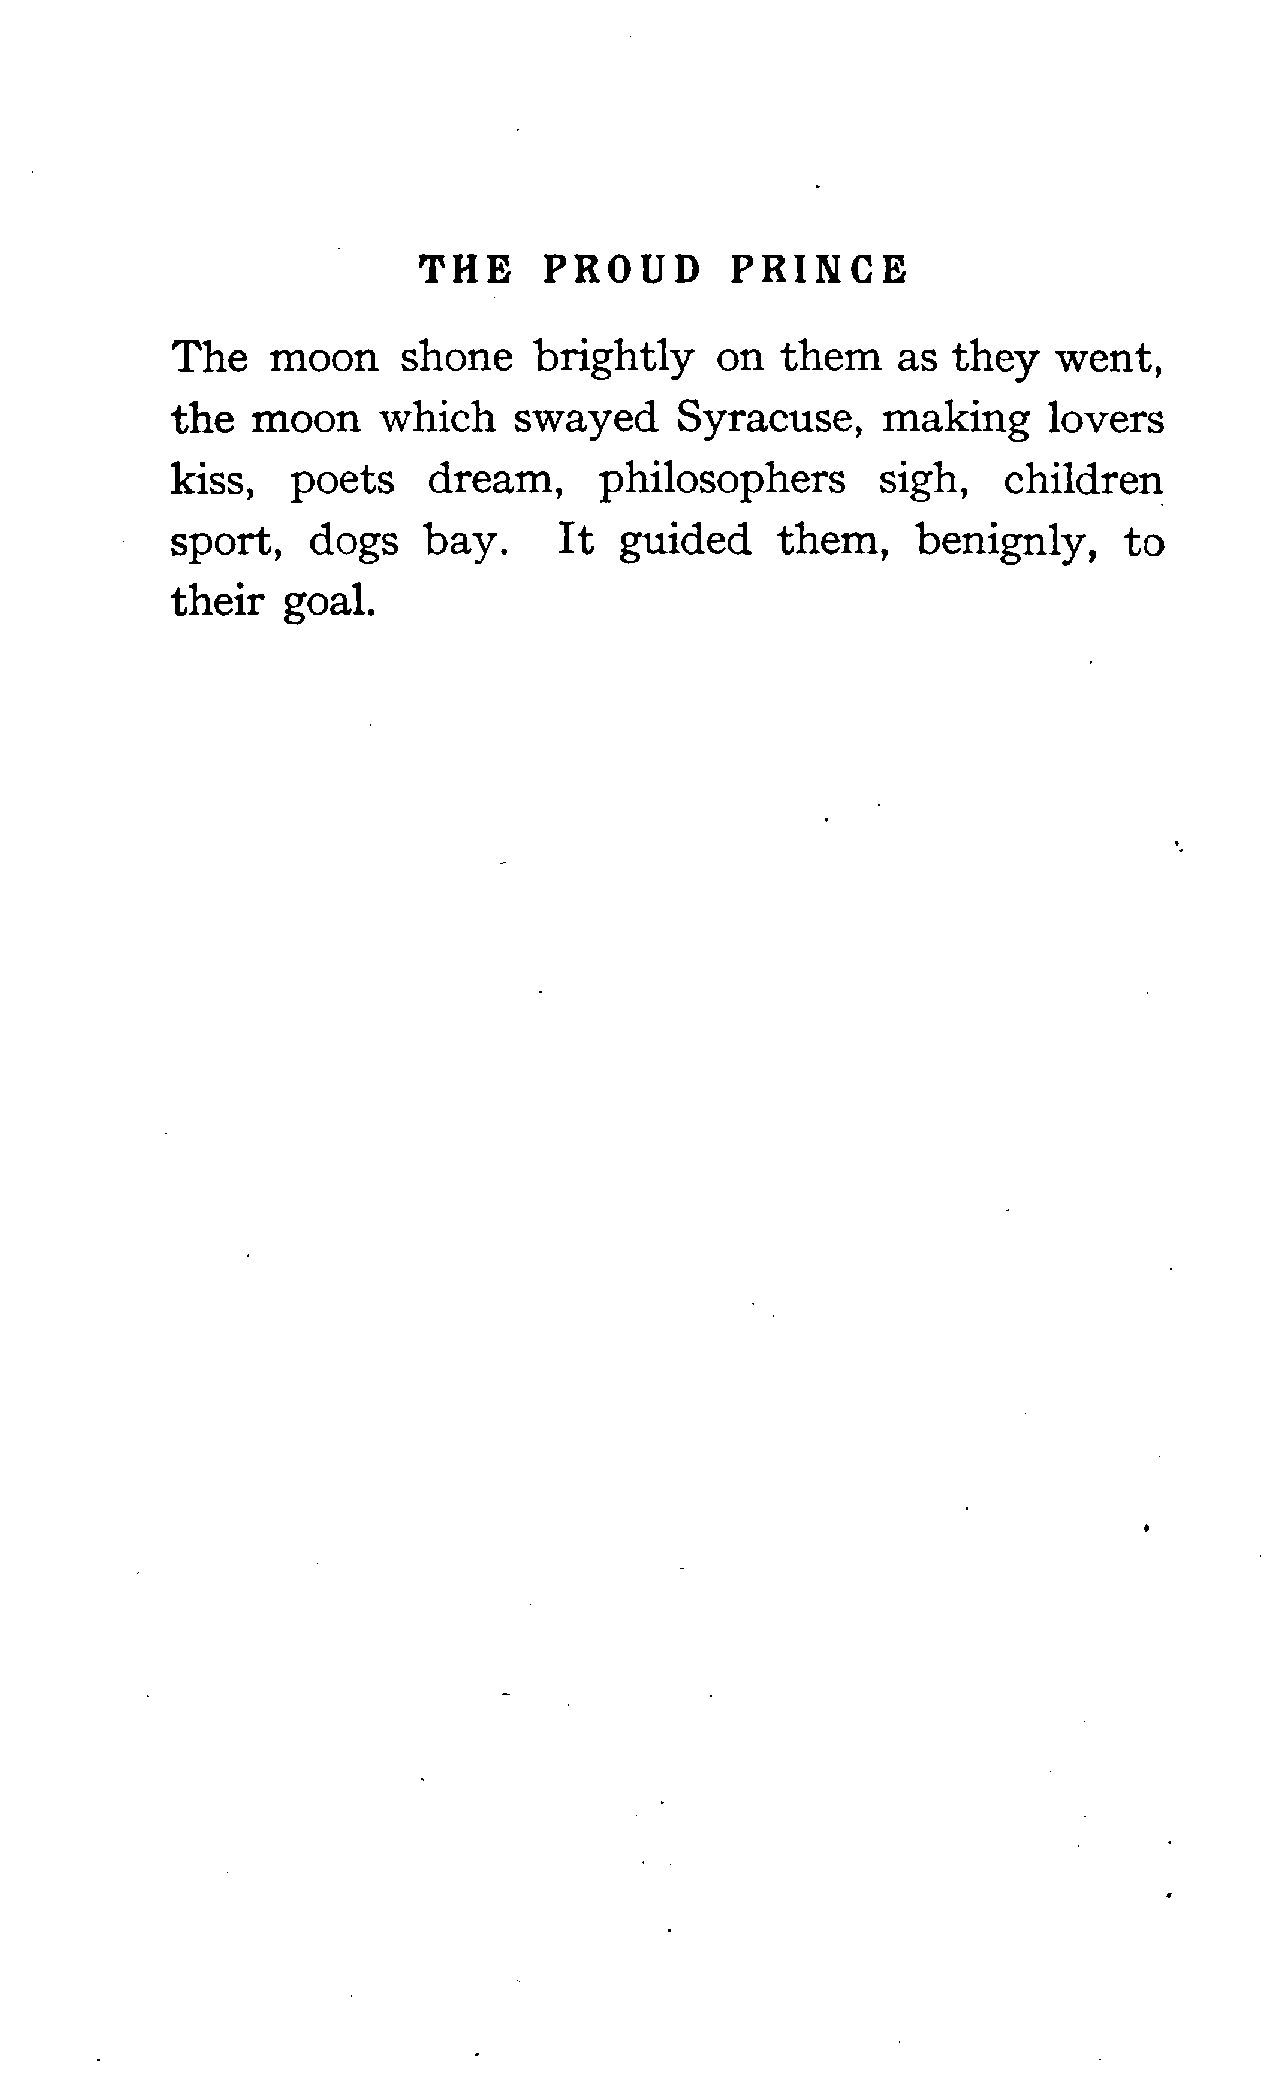 THE PROUD PRINCE
The moon shone brightly on them as they went,
the moon which swayed Syracuse, making lovers
kiss, poets dream, philosophers sigh, children
sport, dogs bay. It guided them, benignly, to
their goal.